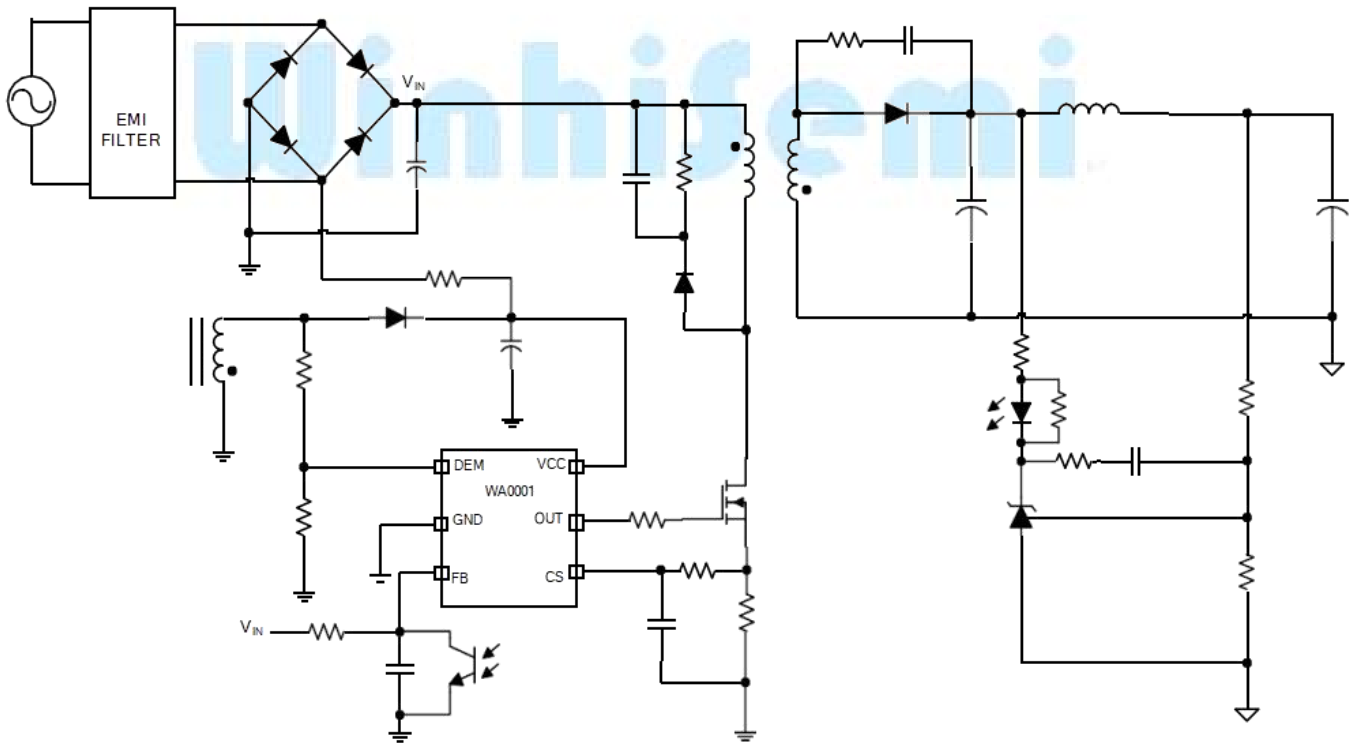 WinhiSemi
EMI
FILTER
VIN
DEM
VCC
WA0001
GND
OUT
FB
CS
VIN